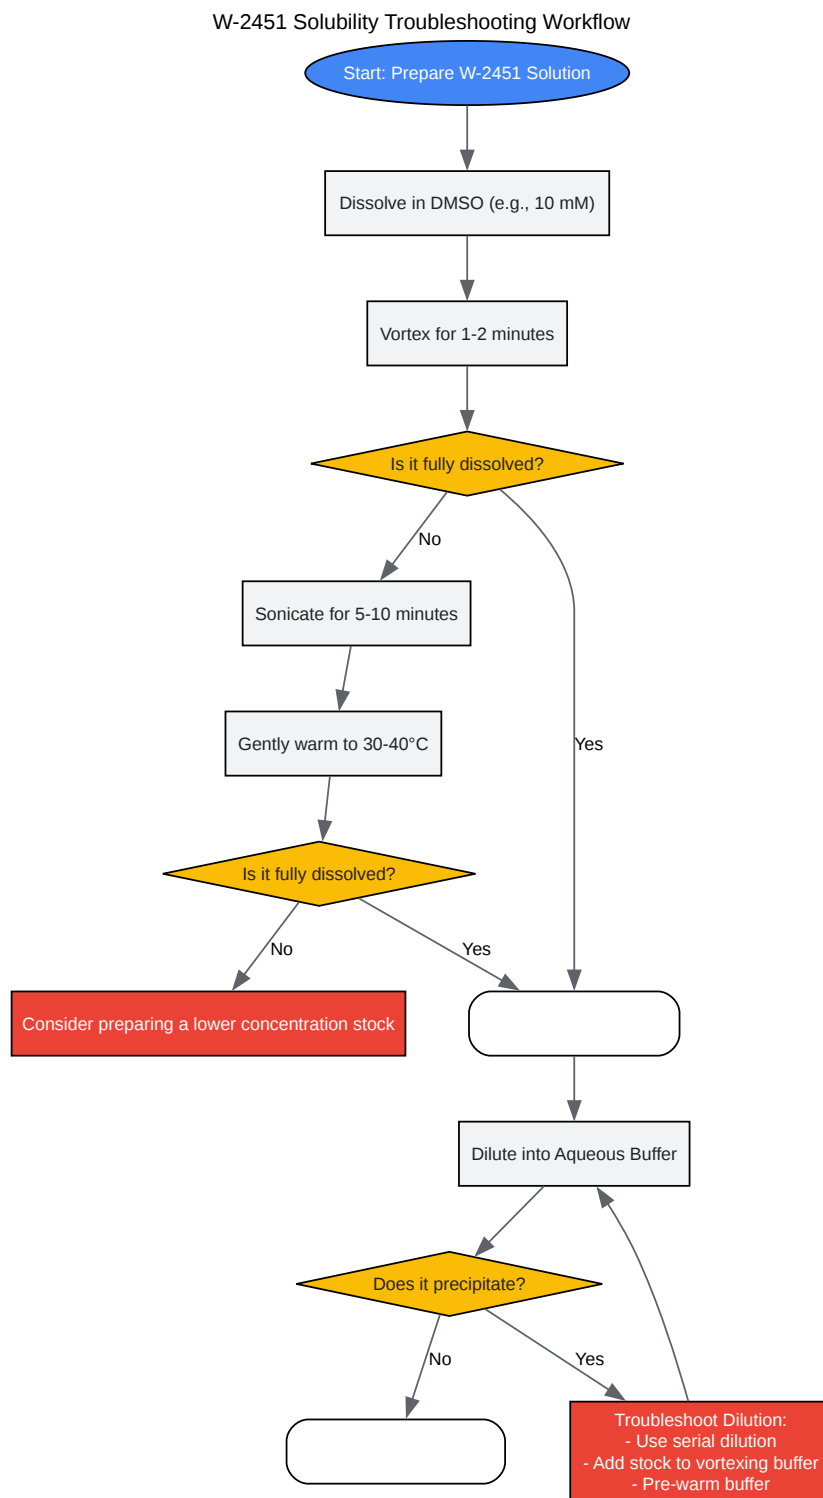 W-2451 Solubility Troubleshooting Workflow
Start: Prepare W-2451 Solution
Dissolve in DMSO (e.g., 10 mM)
Vortex for 1-2 minutes
Is it fully dissolved?
No
Sonicate for 5-10 minutes
Gently warm to 30-40°C
Yes
Is it fully dissolved?
No
Yes
Consider preparing a lower concentration stock
Dilute into Aqueous Buffer
Does it precipitate?
No
Yes
Troubleshoot Dilution:
- Use serial dilution
- Add stock to vortexing buffer
- Pre-warm buffer